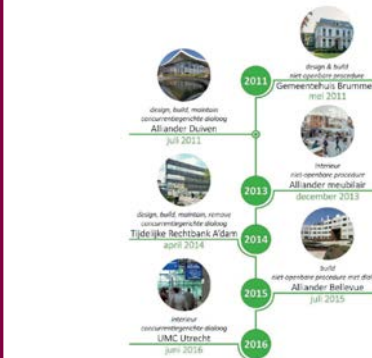 design & build
niet openbare procedure
2011
Gemeentehuis Brumme
mei 2011
design, build, maintain
concurrentiegerichte dialoog
Alliander Duiven
juli 2011
interieur
niet-openbare procedure
2013
Alliander meubilair
december 2013
design, build, maintain, remove
concurrentiegerichte dialoog
Tijdelijke Rechtbank A'dam
2014
april 2014
build
niet openbare procedure met dial
2015
Alliander Bellevue
juli 2015
interieur
concurrentiegerichte dialoog
UMC Utrecht
2016
juni 2016